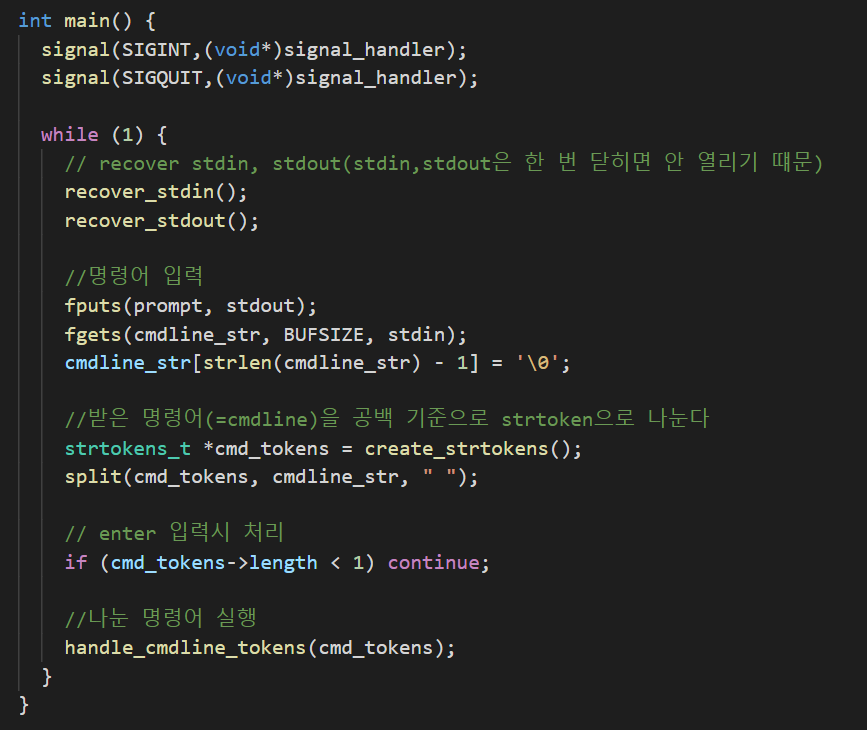 int main() {
signal(SIGINT,(void*)signal_handler);
signal(SIGQUIT,(void*)signal_handler);
while (1) {
// recover stdin, stdout(stdin,stdout은 한 번 닫히면 안 열리기 떄문)
recover_stdin();
recover_stdout();
//명령어 입력
fputs(prompt, stdout);
fgets(cmdline_str, BUFSIZE, stdin);
cmdline_str[strlen(cmdline_str) - 1] = '\0';
//받은 명령어(=cmdline)을 공백 기준으로 strtoken으로 나눈다
strtokens_t *cmd_tokens = create_strtokens();
split(cmd_tokens, cmdline_str, " ");
// enter 입력시 처리
if (cmd_tokens->length < 1) continue;
//나눈 명령어 실행
handle_cmdline_tokens(cmd_tokens);
}
}